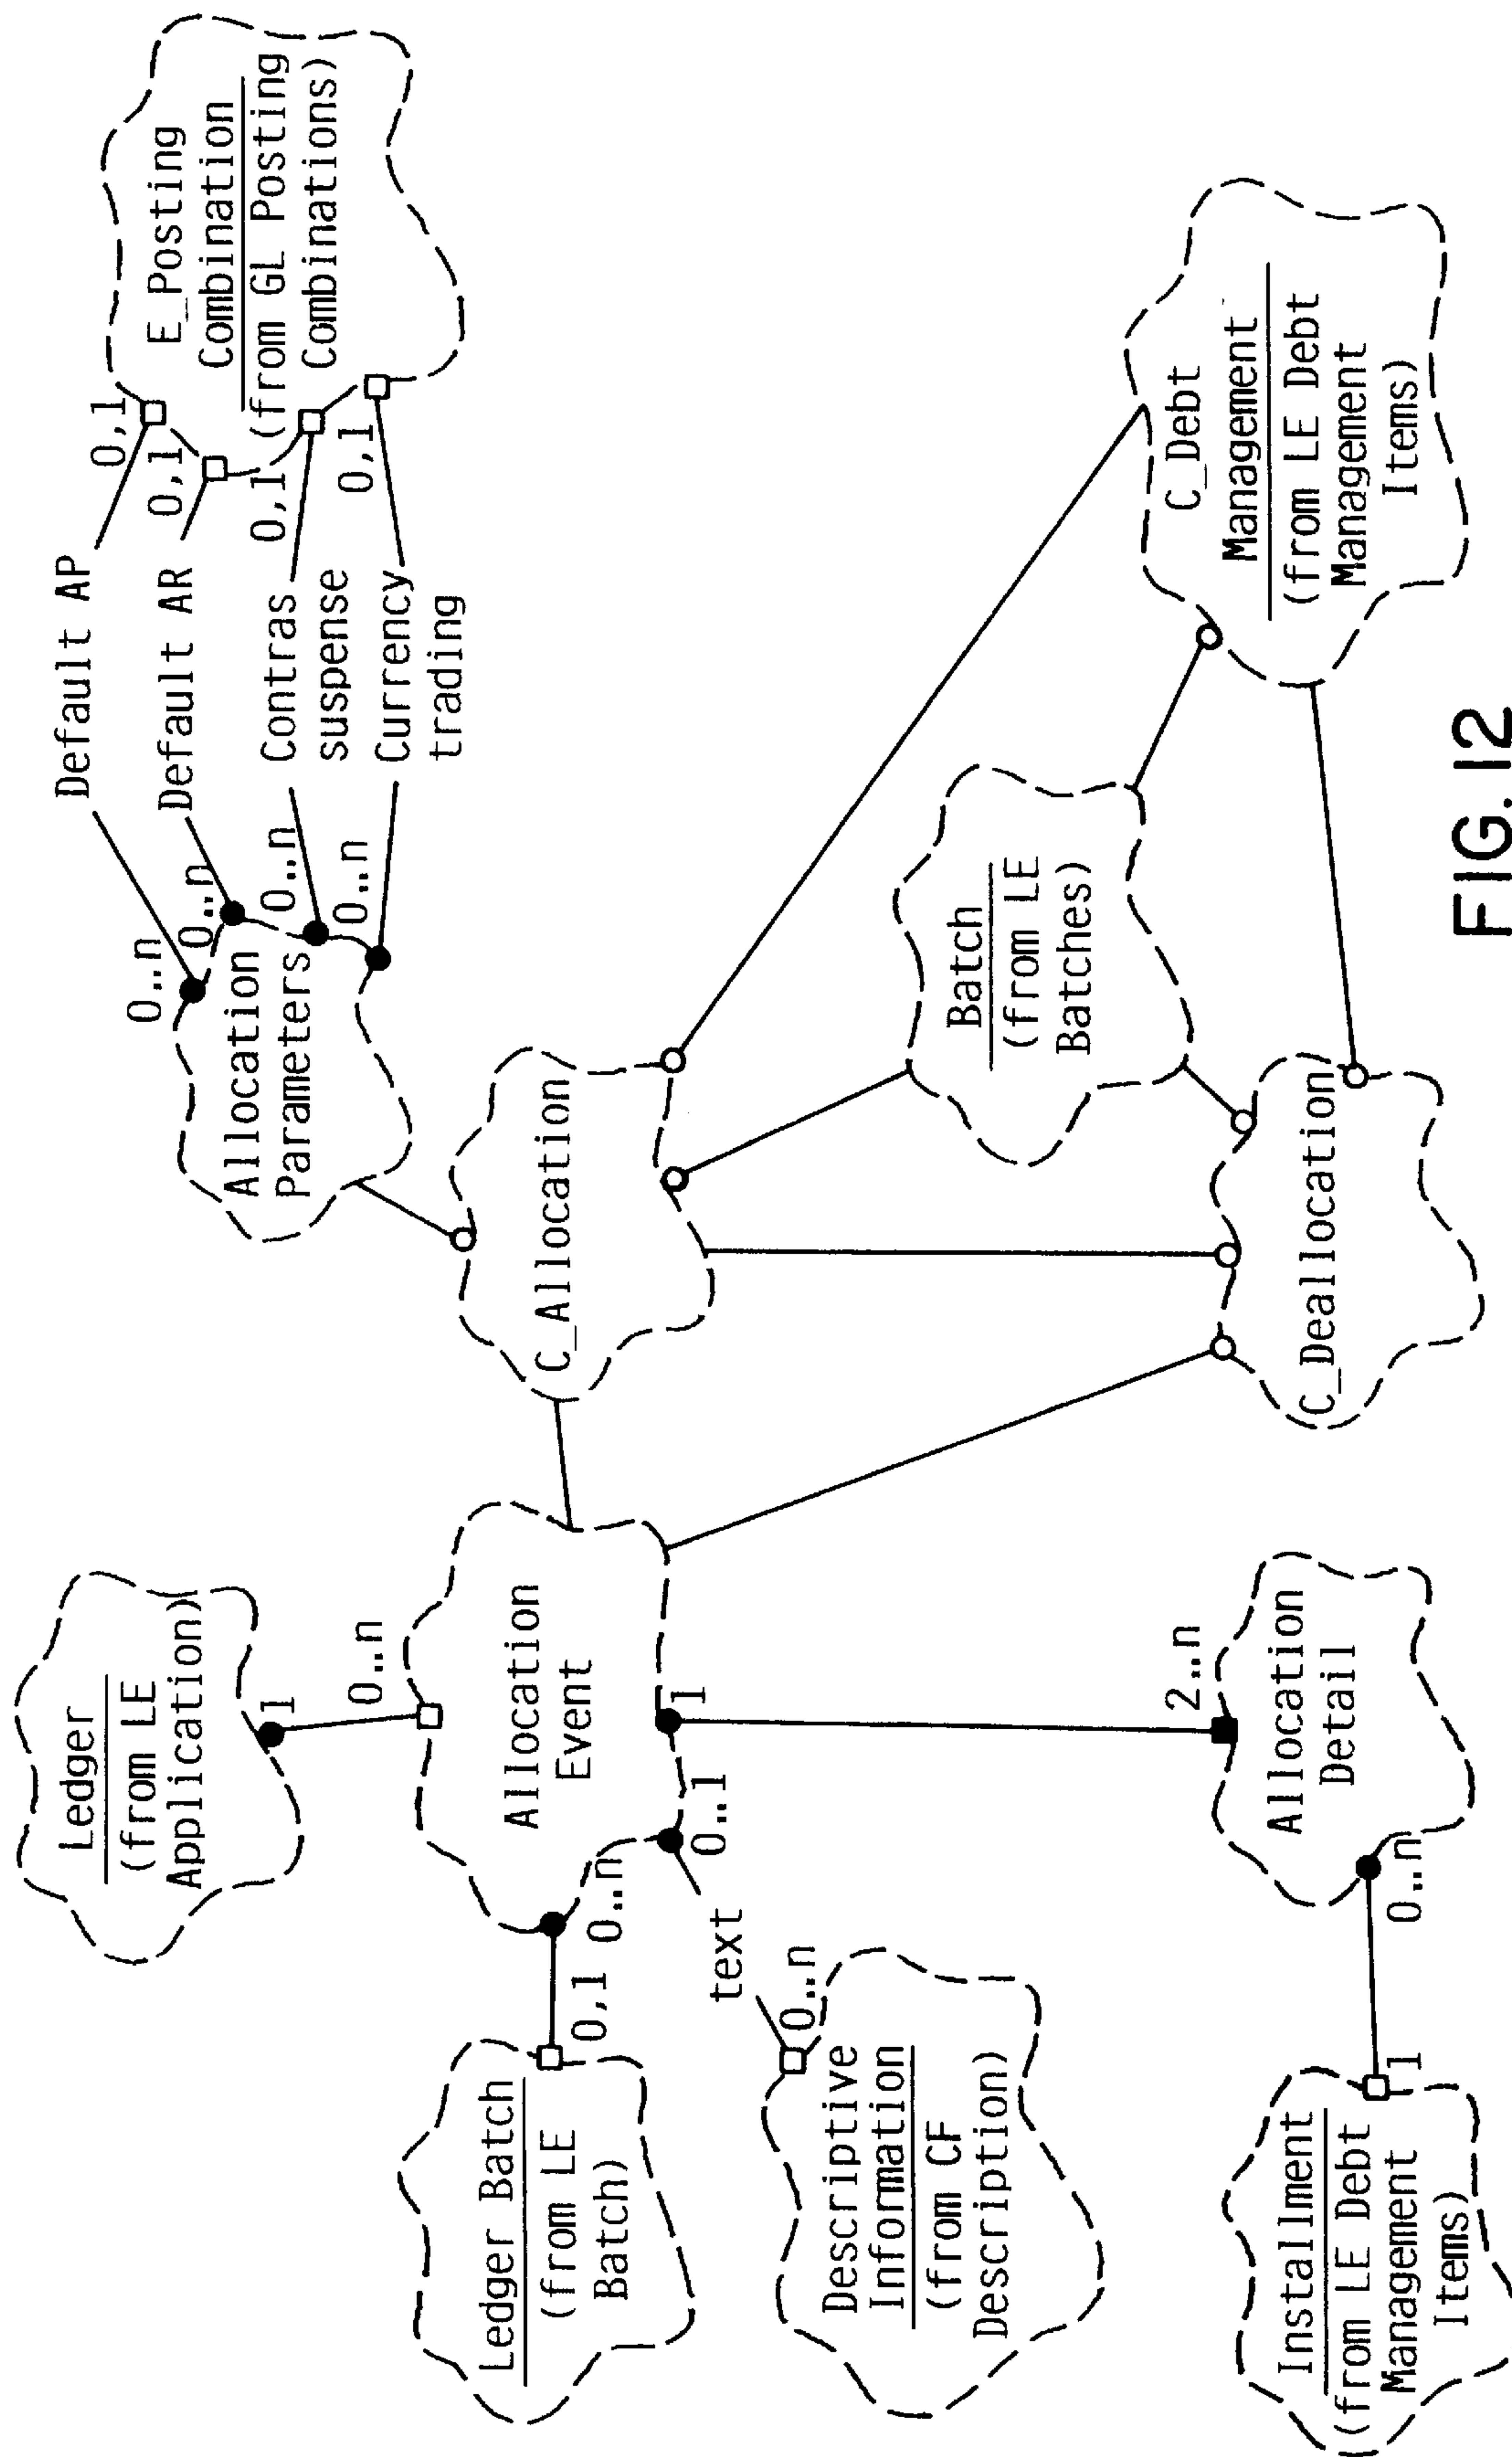 Ledger
(from LE
Application)
1
0..n
Ledger Batch
(from LE
Batch)
0,1
0..n
Allocation
Event
1
0..1
text
0..n
Descriptive
Information
(from CF
Description)
2..n
Allocation
Detail
0..n
1
Installment
(from LE Debt
Management
Items)
C_Allocation
Allocation
Parameters
0..n
0..n
0..n
0..n
Default AP
Default AR
Contras
suspense
Currency
trading
0,1
0,1
0,1
0,1
E_Posting
Combination
(from GL Posting
Combinations)
Batch
(from LE
Batches)
C_Deallocation
C_Debt
Management
(from LE Debt
Management
Items)
FIG. 12